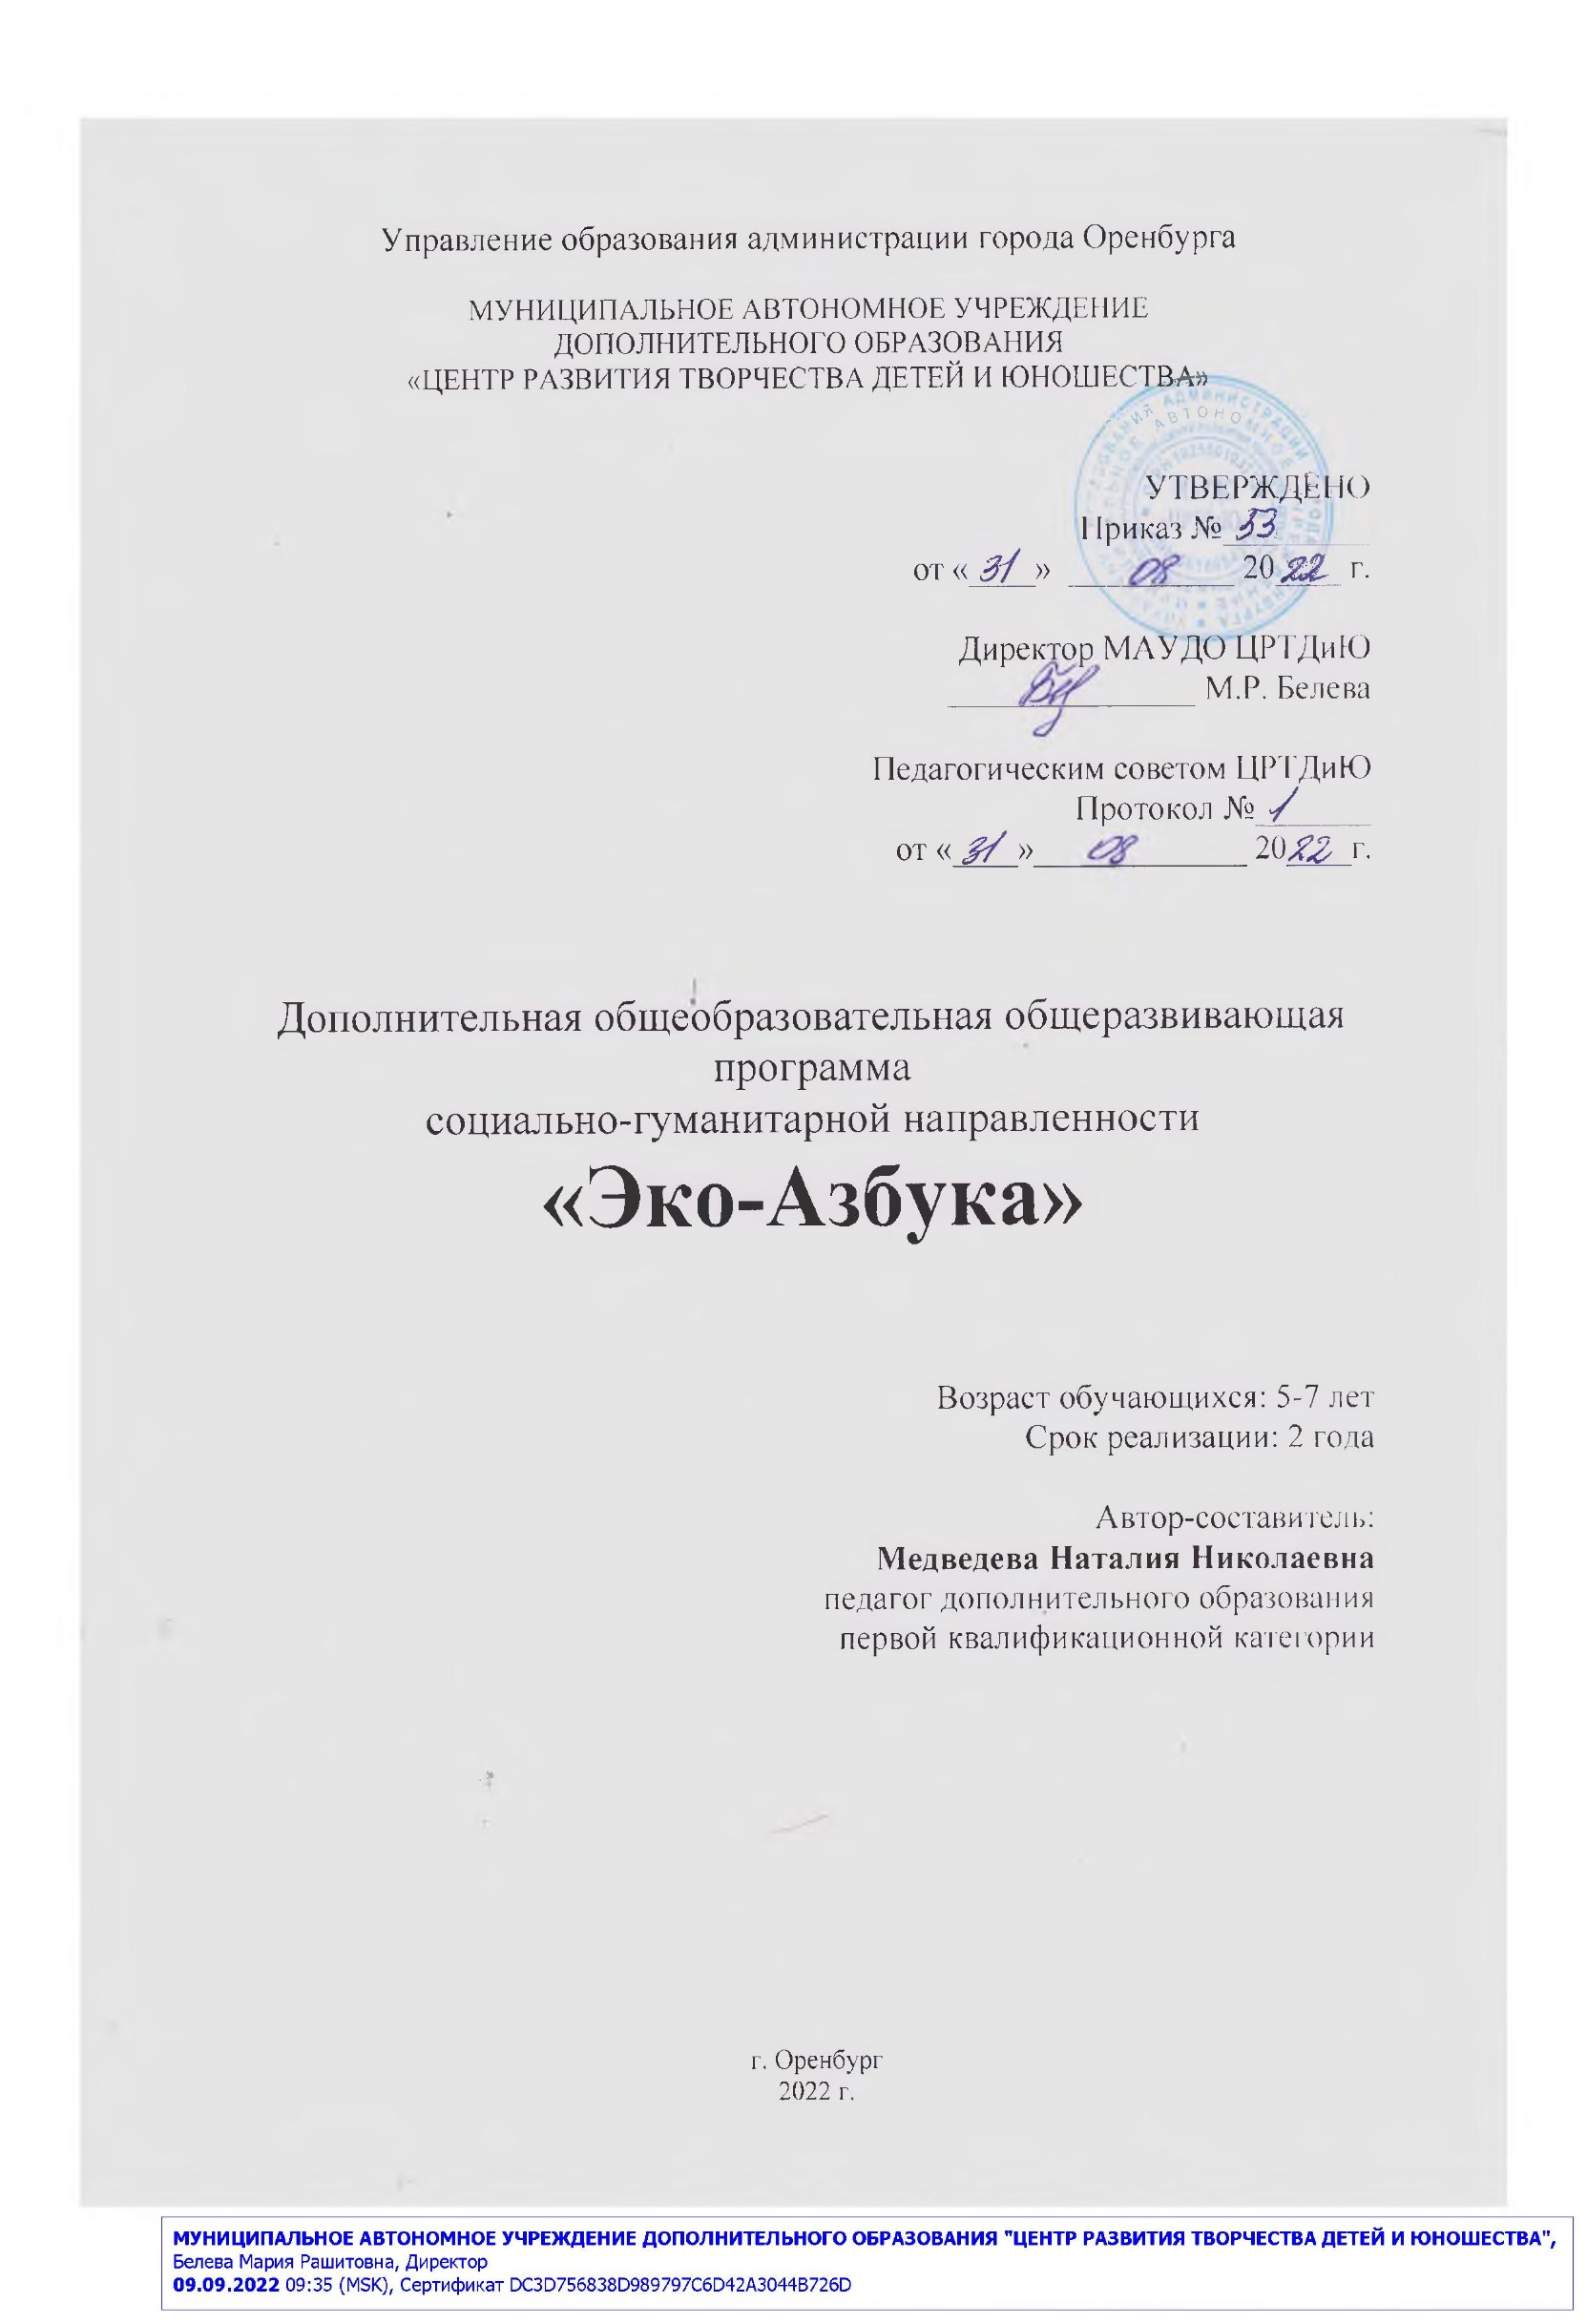 Управление образования администрации города Оренбурга
МУНИЦИПАЛЬНОЕ АВТОНОМНОЕ УЧРЕЖДЕНИЕ
ДОПОЛНИТЕЛЬНОГО ОБРАЗОВАНИЯ
«ЦЕНТР РАЗВИТИЯ ТВОРЧЕСТВА ДЕТЕЙ И ЮНОШЕСТВА»
УТВЕРЖДЕНО
Приказ № 53
от «31» 08 2022 г.
Директор МАУДО ЦРТДиЮ
М.Р. Белева
Педагогическим советом ЦРТДиЮ
Протокол № 1
от «31» 08 2022 г.
Дополнительная общеобразовательная общеразвивающая
программа
социально-гуманитарной направленности
«Эко-Азбука»
Возраст обучающихся: 5-7 лет
Срок реализации: 2 года
Автор-составитель:
Медведева Наталия Николаевна
педагог дополнительного образования
первой квалификационной категории
г. Оренбург
2022 г.
МУНИЦИПАЛЬНОЕ АВТОНОМНОЕ УЧРЕЖДЕНИЕ ДОПОЛНИТЕЛЬНОГО ОБРАЗОВАНИЯ "ЦЕНТР РАЗВИТИЯ ТВОРЧЕСТВА ДЕТЕЙ И ЮНОШЕСТВА",
Белева Мария Рашитовна, Директор
09.09.2022 09:35 (MSK), Сертификат DC3D756838D989797C6D42A3044B726D